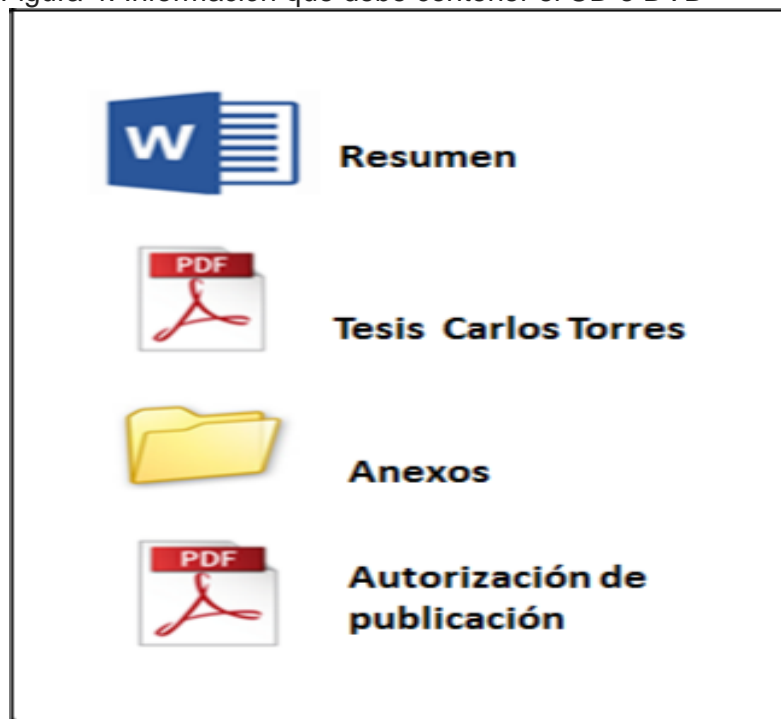 W
Resumen
PDF
Tesis Carlos Torres
Anexos
PDF
Autorización de
publicación